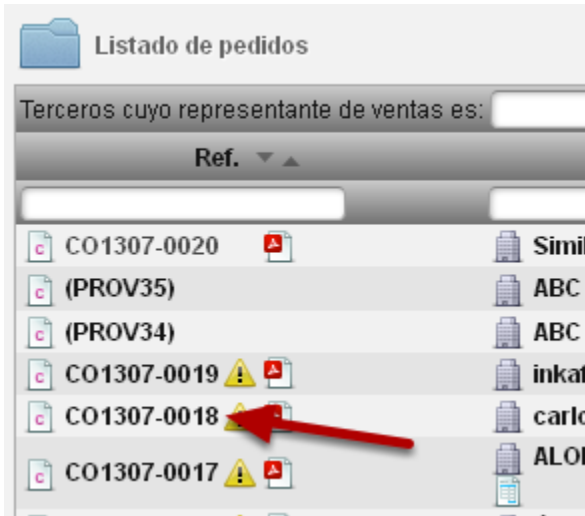 Listado de pedidos
Terceros cuyo representante de ventas es:
Ref.
CO1307-0020
(PROV35) ABC
(PROV34) ABC
CO1307-0019
CO1307-0018
CO1307-0017